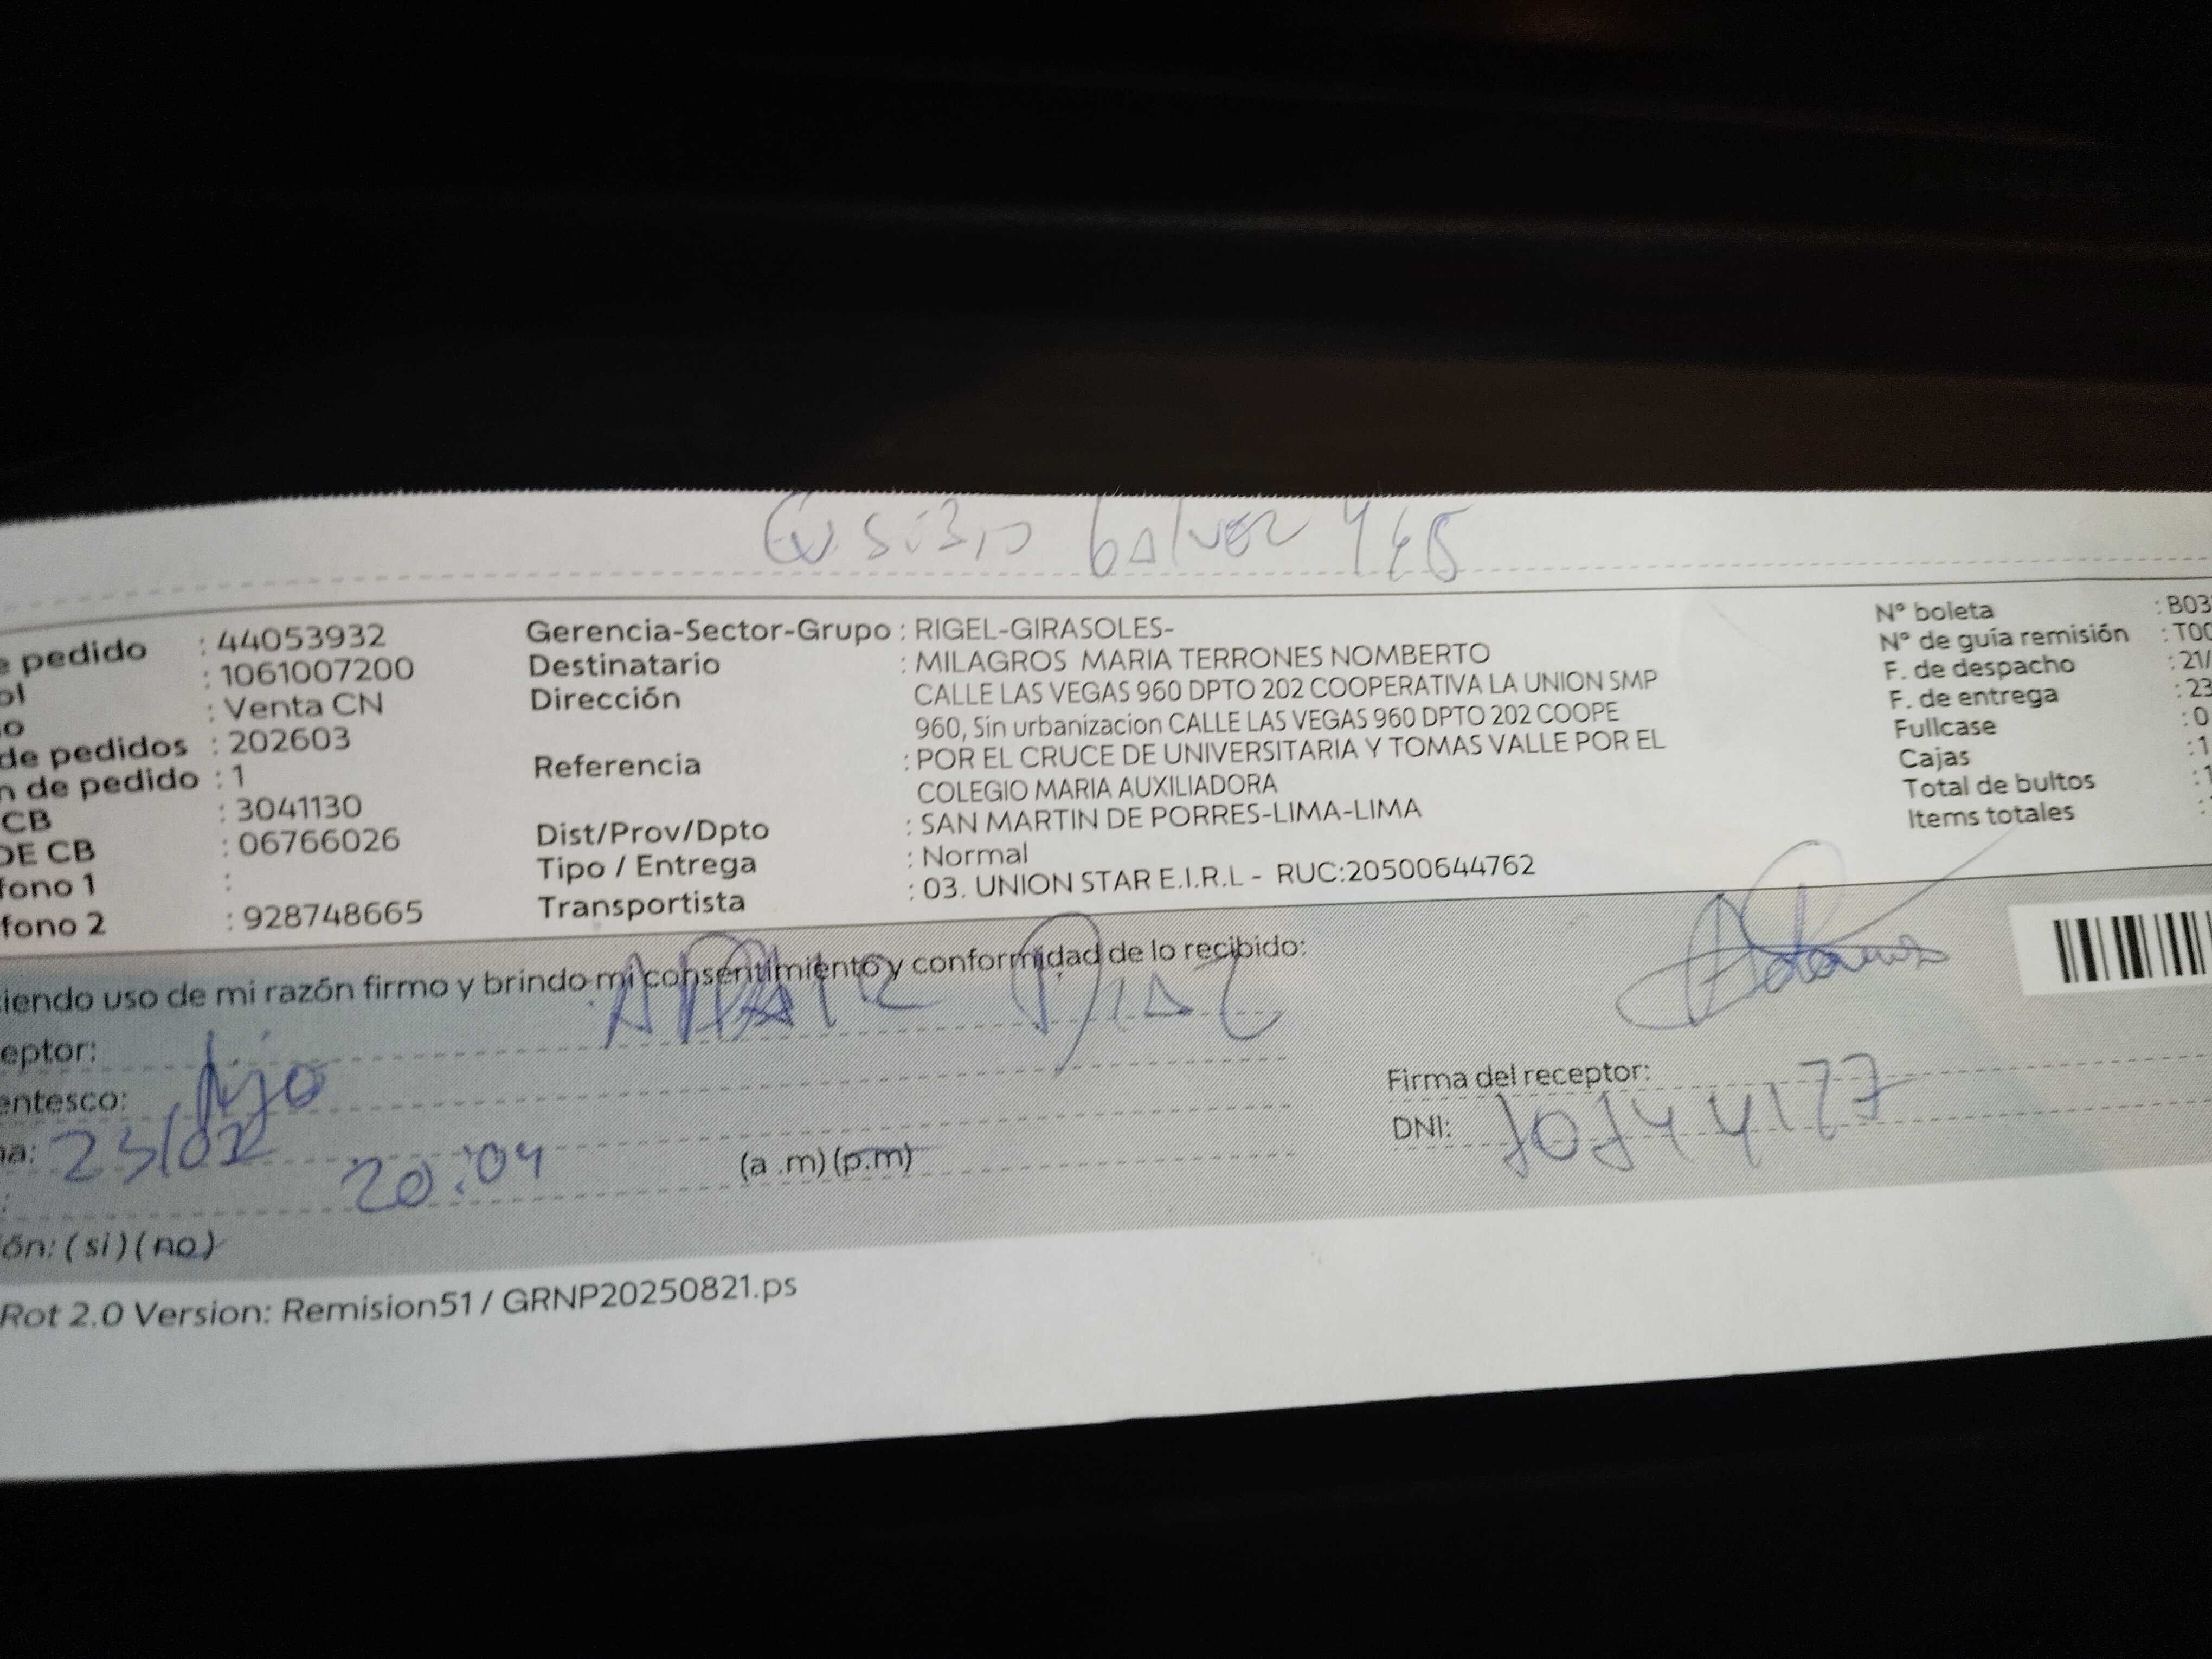 Eusebio Galvez 445
e pedido : 44053932
ol : 1061007200
o : Venta CN
de pedidos : 202603
n de pedido : 1
CB : 3041130
DE CB : 06766026
fono 1 :
fono 2 : 928748665
Gerencia-Sector-Grupo : RIGEL-GIRASOLES-
Destinatario : MILAGROS MARIA TERRONES NOMBERTO
Dirección CALLE LAS VEGAS 960 DPTO 202 COOPERATIVA LA UNION SMP
960, Sin urbanizacion CALLE LAS VEGAS 960 DPTO 202 COOPE
Referencia : POR EL CRUCE DE UNIVERSITARIA Y TOMAS VALLE POR EL
COLEGIO MARIA AUXILIADORA
Dist/Prov/Dpto : SAN MARTIN DE PORRES-LIMA-LIMA
Tipo / Entrega : Normal
Transportista : 03. UNION STAR E.I.R.L - RUC:20500644762
Nº boleta : B03
Nº de guía remisión : T00
F. de despacho : 21/
F. de entrega : 23
Fullcase : 0
Cajas : 1
Total de bultos : 1
Items totales :
iendo uso de mi razón firmo y brindo mi consentimiento y conformidad de lo recibido:
eptor: Diaz
entesco: hijo
a: 23/02
: 20:04 (a .m) (p.m)
ón: ( si ) ( no )
Firma del receptor:
DNI:
Rot 2.0 Version: Remision51 / GRNP20250821.ps